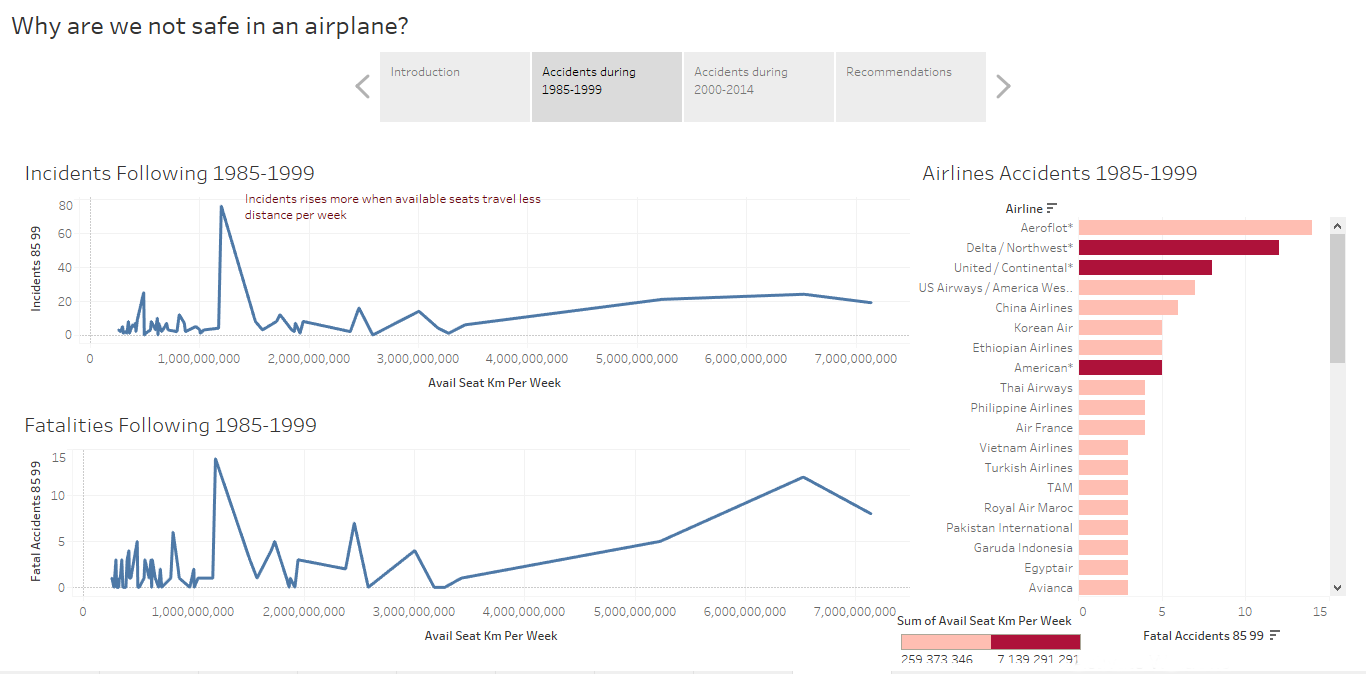 Why are we not safe in an airplane?
Introduction
Accidents during
1985-1999
Accidents during
2000-2014
Recommendations
Incidents Following 1985-1999
Incidents rises more when available seats travel less
distance per week
Incidents 85 99
80
60
40
20
0
0 1,000,000,000 2,000,000,000 3,000,000,000 4,000,000,000 5,000,000,000 6,000,000,000 7,000,000,000
Avail Seat Km Per Week
Fatalities Following 1985-1999
Fatal Accidents 85 99
15
10
5
0
0 1,000,000,000 2,000,000,000 3,000,000,000 4,000,000,000 5,000,000,000 6,000,000,000 7,000,000,000
Avail Seat Km Per Week
Airlines Accidents 1985-1999
Airline
Aeroflot*
Delta / Northwest*
United / Continental*
US Airways / America Wes..
China Airlines
Korean Air
Ethiopian Airlines
American*
Thai Airways
Philippine Airlines
Air France
Vietnam Airlines
Turkish Airlines
TAM
Royal Air Maroc
Pakistan International
Garuda Indonesia
Egyptair
Avianca
0 5 10 15
Fatal Accidents 85 99
Sum of Avail Seat Km Per Week
259,373,346 7,139,291,291